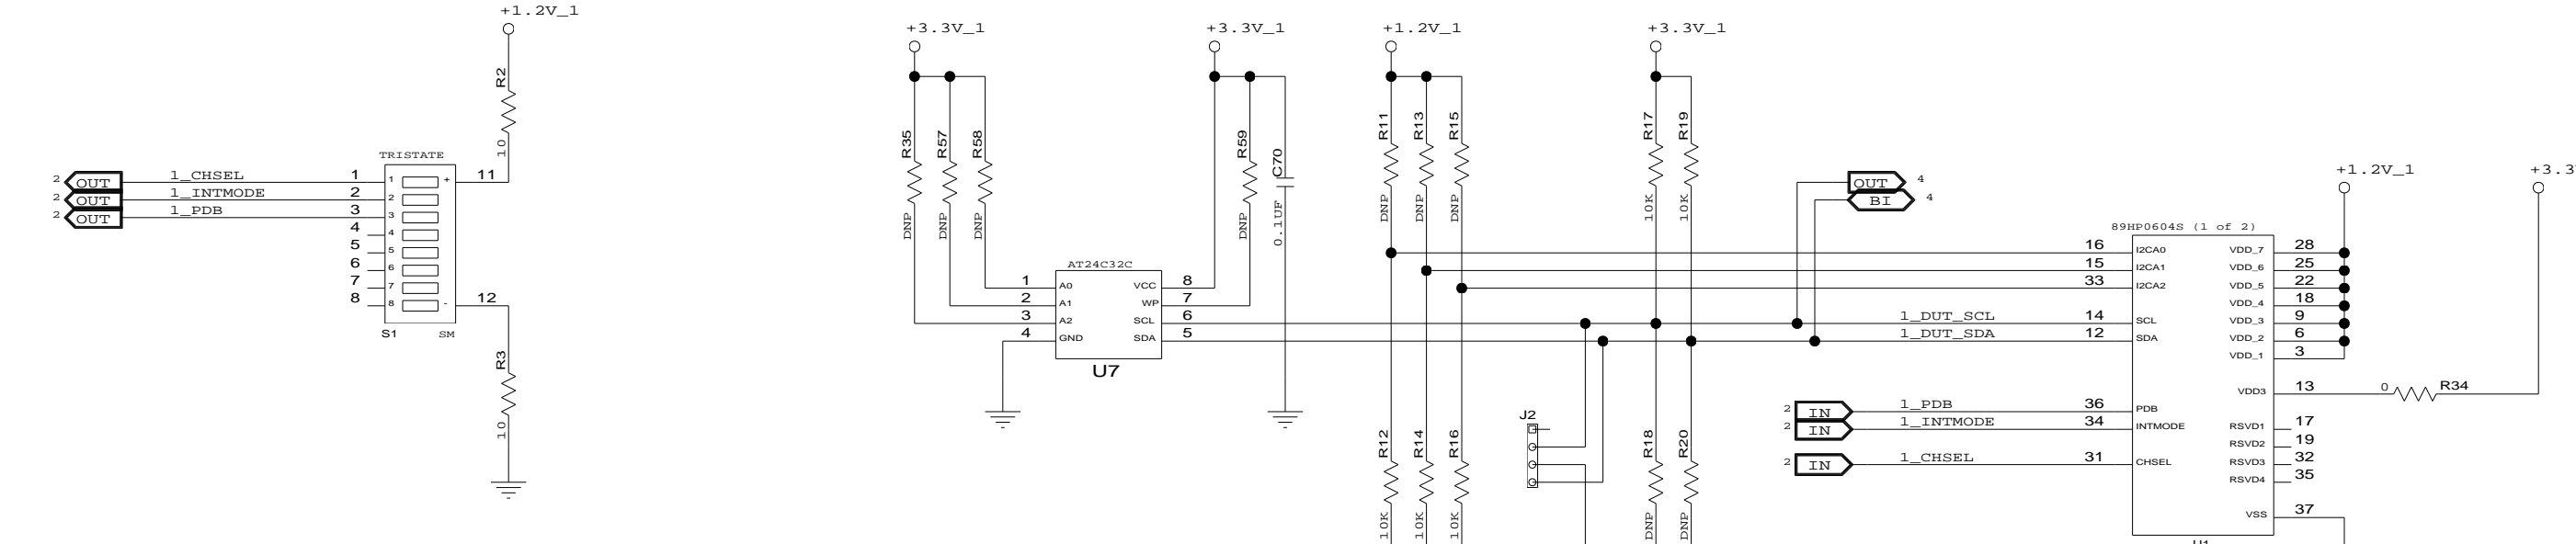 +1.2V_1
R2
10
TRISTATE
2 OUT 1_CHSEL 1 1 + 11
2 OUT 1_INTMODE 2 2
2 OUT 1_PDB 3 3
4 4
5 5
6 6
7 7
8 8 - 12
S1 SM
R3
10
+3.3V_1
+3.3V_1
R35
R57
R58
DNP
DNP
DNP
R59
DNP
C70
0.1UF
AT24C32C
1 A0 VCC 8
2 A1 WP 7
3 A2 SCL 6
4 GND SDA 5
U7
+1.2V_1
+3.3V_1
R11
R13
R15
DNP
DNP
DNP
R17
R19
10K
10K
OUT 4
BI 4
J2
R12
R14
R16
10K
10K
10K
R18
R20
DNP
DNP
+1.2V_1
+3.3
89HP0604S (1 of 2)
16 I2CA0 VDD_7 28
15 I2CA1 VDD_6 25
33 I2CA2 VDD_5 22
VDD_4 18
1_DUT_SCL 14 SCL VDD_3 9
1_DUT_SDA 12 SDA VDD_2 6
VDD_1 3
VDD3 13 0 R34
2 IN 1_PDB 36 PDB
2 IN 1_INTMODE 34 INTMODE RSVD1 17
RSVD2 19
2 IN 1_CHSEL 31 CHSEL RSVD3 32
RSVD4 35
VSS 37
U1